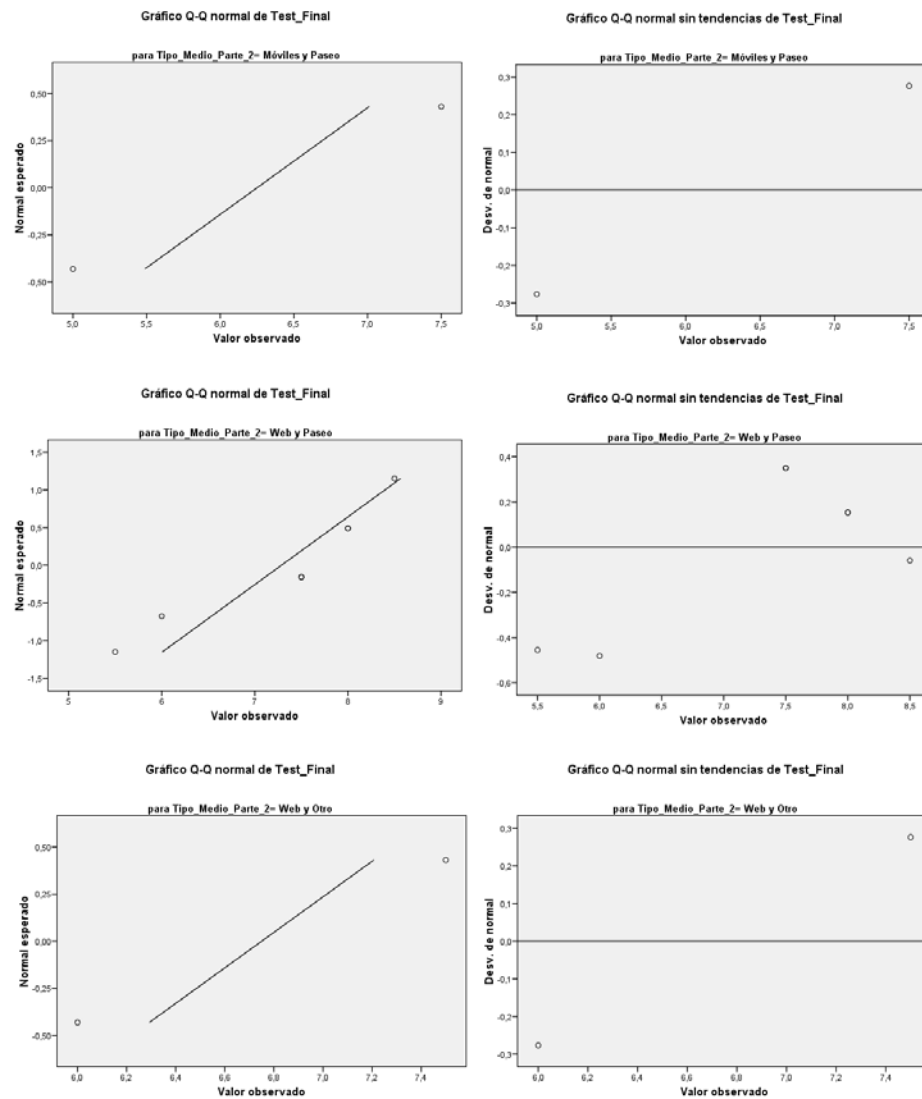 Gráfico Q-Q normal de Test_Final
para Tipo_Medio_Parte_2= Móviles y Paseo
Normal esperado
0,50
0,25
0,00
-0,25
-0,50
5,0 5,5 6,0 6,5 7,0 7,5
Valor observado
Gráfico Q-Q normal sin tendencias de Test_Final
para Tipo_Medio_Parte_2= Móviles y Paseo
Desv. de normal
0,3
0,2
0,1
0,0
-0,1
-0,2
-0,3
5,0 5,5 6,0 6,5 7,0 7,5
Valor observado
Gráfico Q-Q normal de Test_Final
para Tipo_Medio_Parte_2= Web y Paseo
Normal esperado
1,5
1,0
0,5
0,0
-0,5
-1,0
-1,5
5 6 7 8 9
Valor observado
Gráfico Q-Q normal sin tendencias de Test_Final
para Tipo_Medio_Parte_2= Web y Paseo
Desv. de normal
0,4
0,2
0,0
-0,2
-0,4
-0,6
5,5 6,0 6,5 7,0 7,5 8,0 8,5
Valor observado
Gráfico Q-Q normal de Test_Final
para Tipo_Medio_Parte_2= Web y Otro
Normal esperado
0,50
0,25
0,00
-0,25
-0,50
6,0 6,2 6,4 6,6 6,8 7,0 7,2 7,4
Valor observado
Gráfico Q-Q normal sin tendencias de Test_Final
para Tipo_Medio_Parte_2= Web y Otro
Desv. de normal
0,3
0,2
0,1
0,0
-0,1
-0,2
-0,3
6,0 6,2 6,4 6,6 6,8 7,0 7,2 7,4
Valor observado